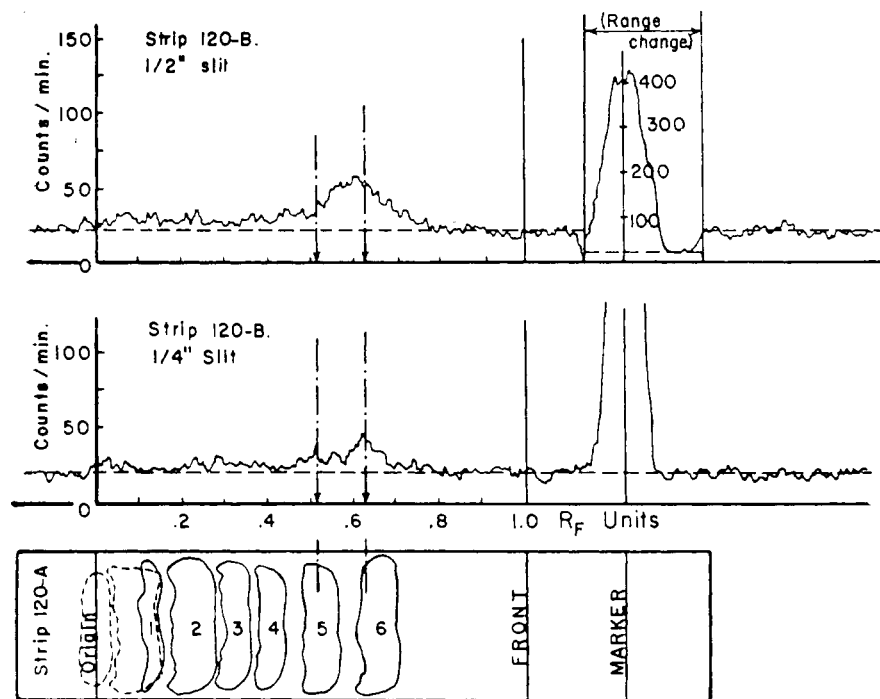 Strip 120-B.
1/2" slit
(Range change)
Counts/min.
150
100
50
0
400
300
200
100
Strip 120-B.
1/4" Slit
Counts/min.
100
50
0
.2 .4 .6 .8 1.0 RF Units
Strip 120-A
Origin
1 2 3 4 5 6
FRONT
MARKER